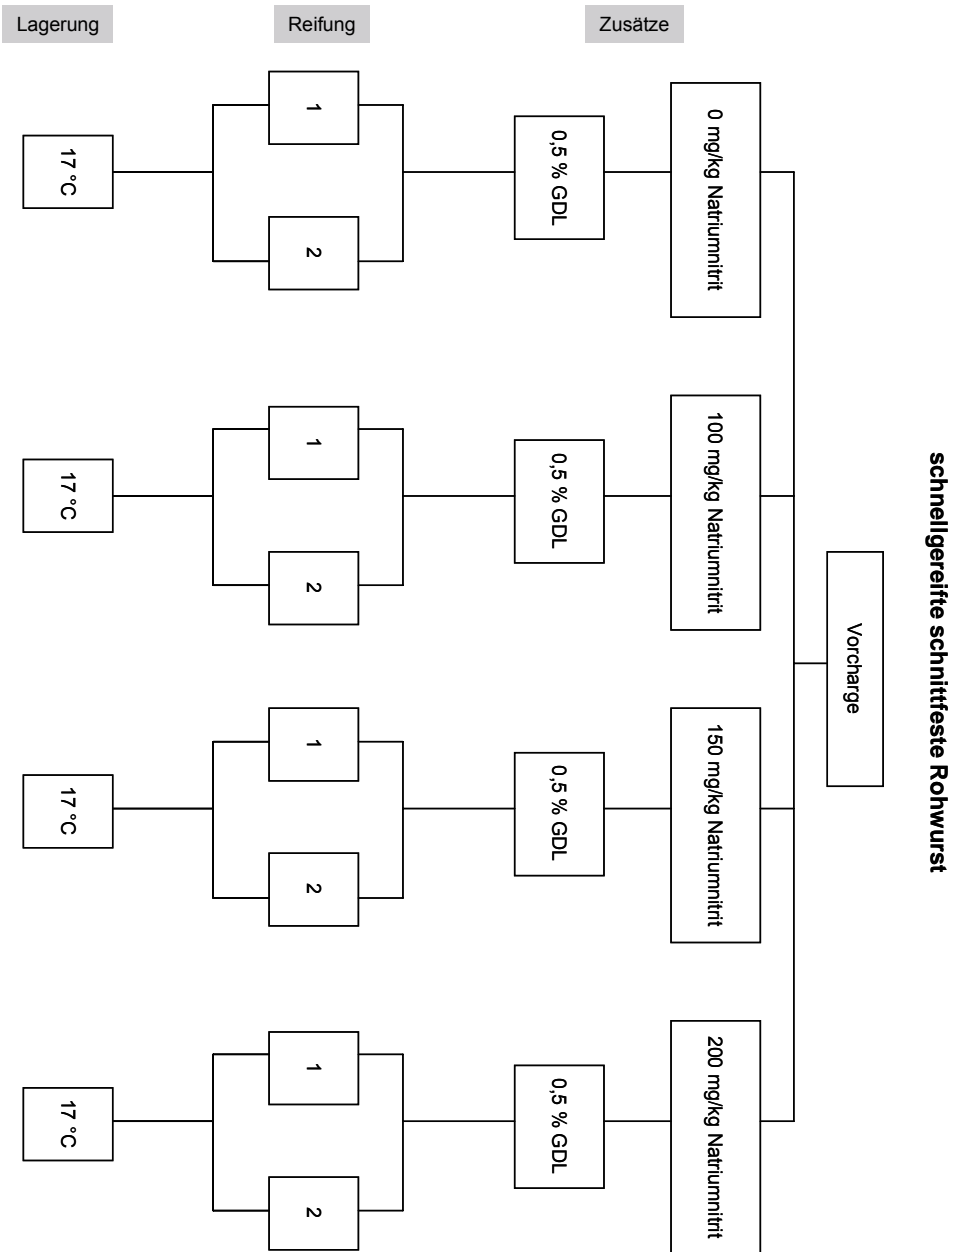 schnellgereifte schnittfeste Rohwurst
Vorcharge
Zusätze
0 mg/kg Natriumnitrit
100 mg/kg Natriumnitrit
150 mg/kg Natriumnitrit
200 mg/kg Natriumnitrit
0,5 % GDL
0,5 % GDL
0,5 % GDL
0,5 % GDL
Reifung
1
2
1
2
1
2
1
2
Lagerung
17 °C
17 °C
17 °C
17 °C